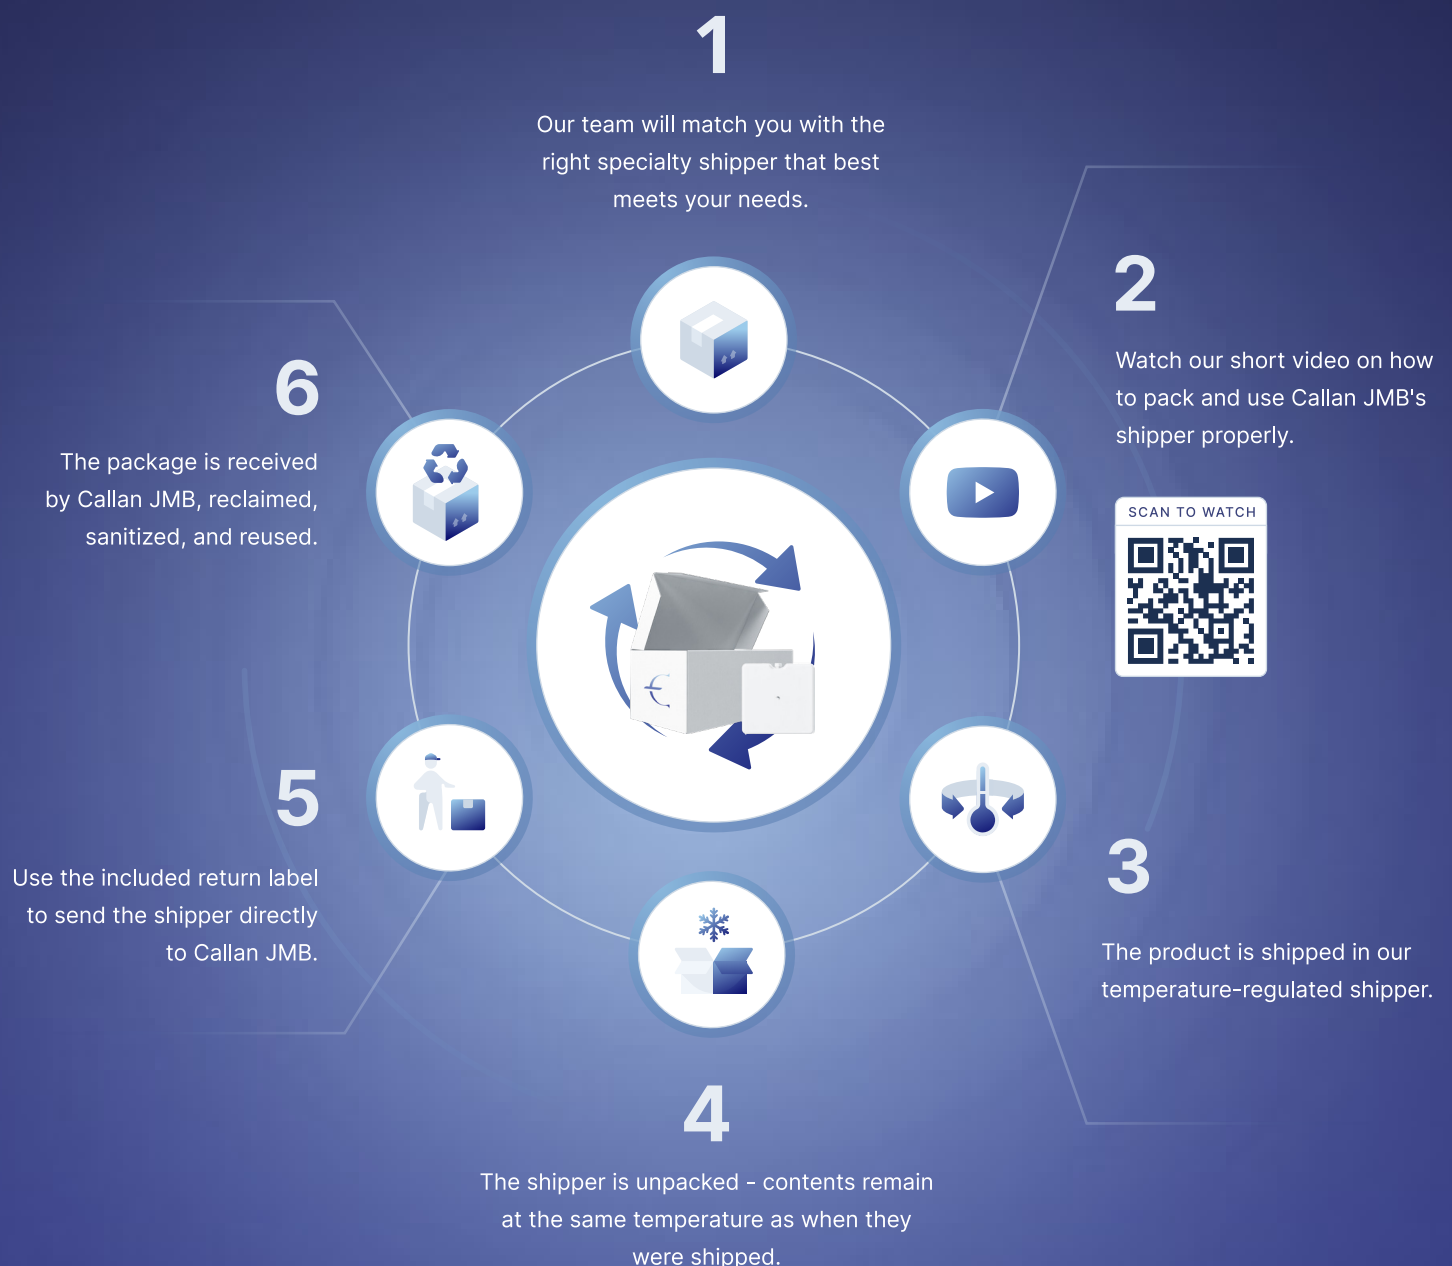 1
Our team will match you with the
right specialty shipper that best
meets your needs.
2
Watch our short video on how
to pack and use Callan JMB's
shipper properly.
SCAN TO WATCH
3
The product is shipped in our
temperature-regulated shipper.
4
The shipper is unpacked - contents remain
at the same temperature as when they
were shipped.
5
Use the included return label
to send the shipper directly
to Callan JMB.
6
The package is received
by Callan JMB, reclaimed,
sanitized, and reused.